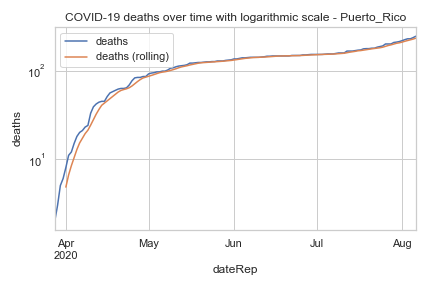 COVID-19 deaths over time with logarithmic scale - Puerto_Rico
deaths
deaths (rolling)
10²
10¹
deaths
Apr
2020
May
Jun
Jul
Aug
dateRep